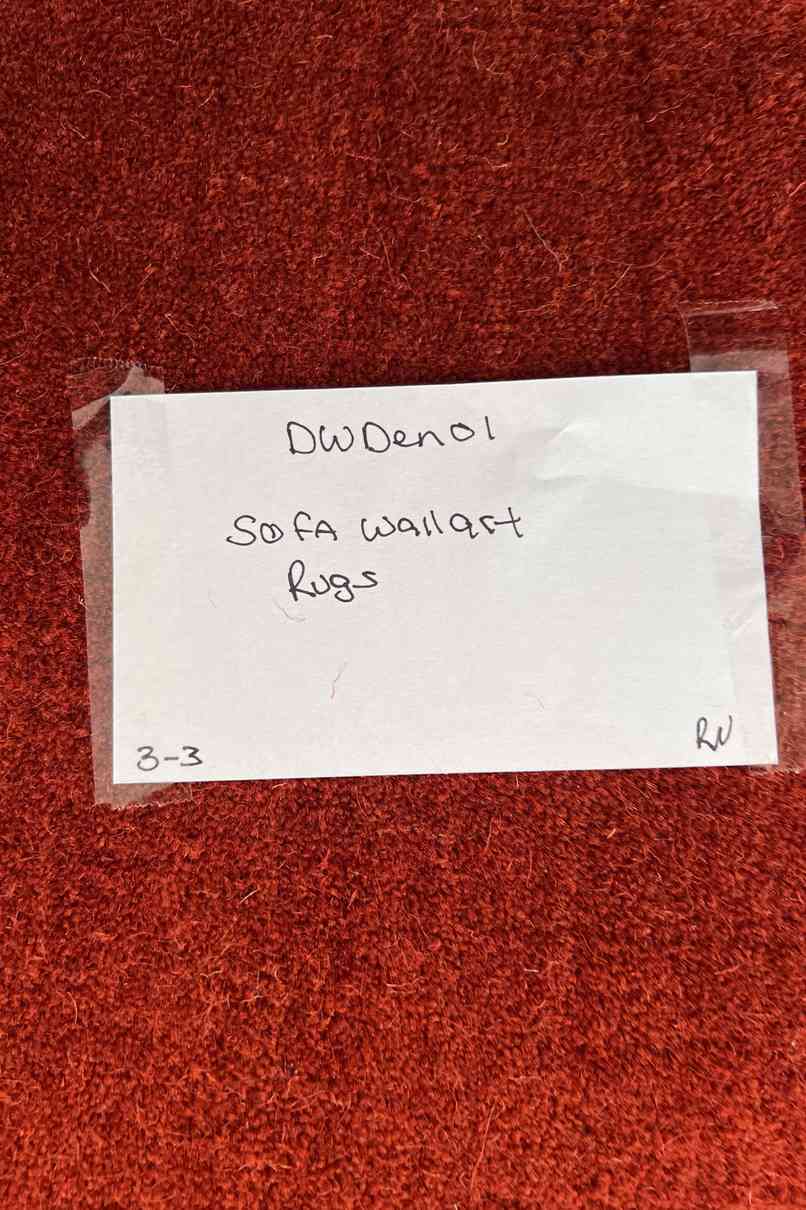 DWDen01
SOFA Wallart
Rugs
3-3
RN